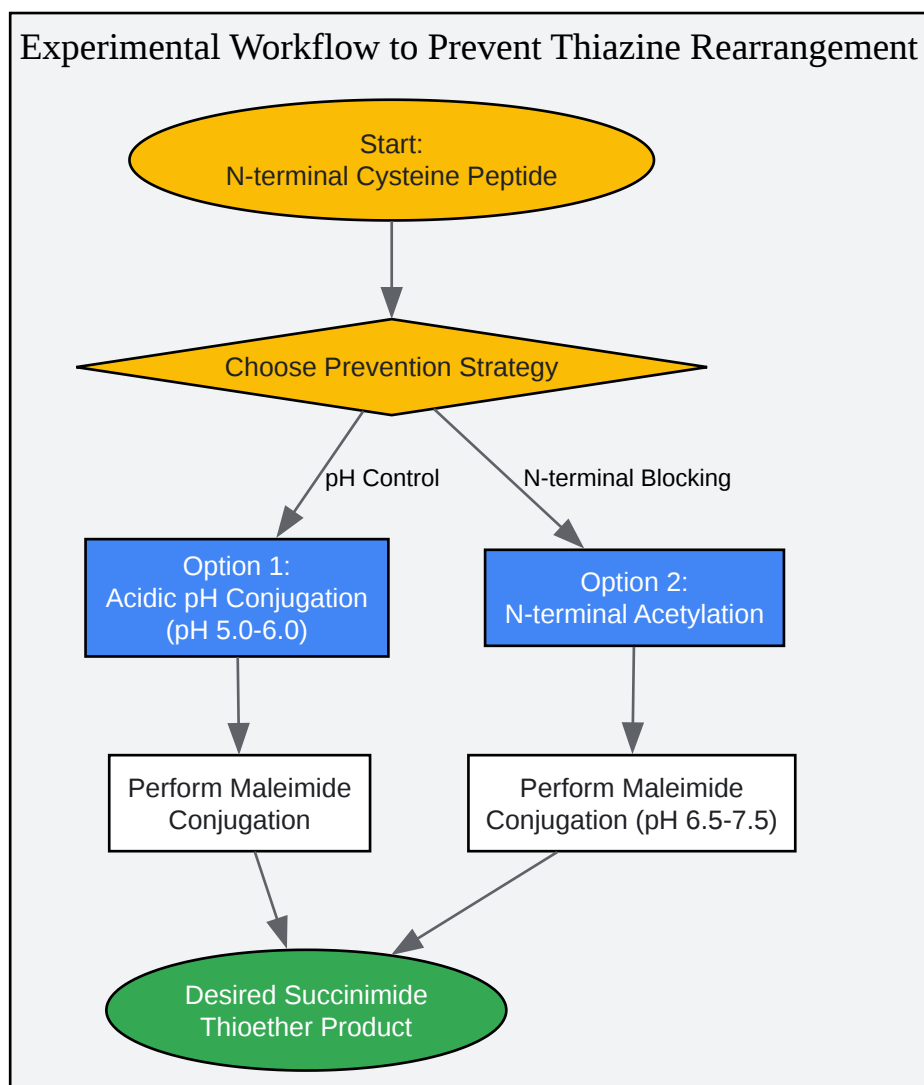 Experimental Workflow to Prevent Thiazine Rearrangement
Start:
N-terminal Cysteine Peptide
Choose Prevention Strategy
pH Control
N-terminal Blocking
Option 1:
Acidic pH Conjugation
(pH 5.0-6.0)
Option 2:
N-terminal Acetylation
Perform Maleimide
Conjugation
Perform Maleimide
Conjugation (pH 6.5-7.5)
Desired Succinimide
Thioether Product